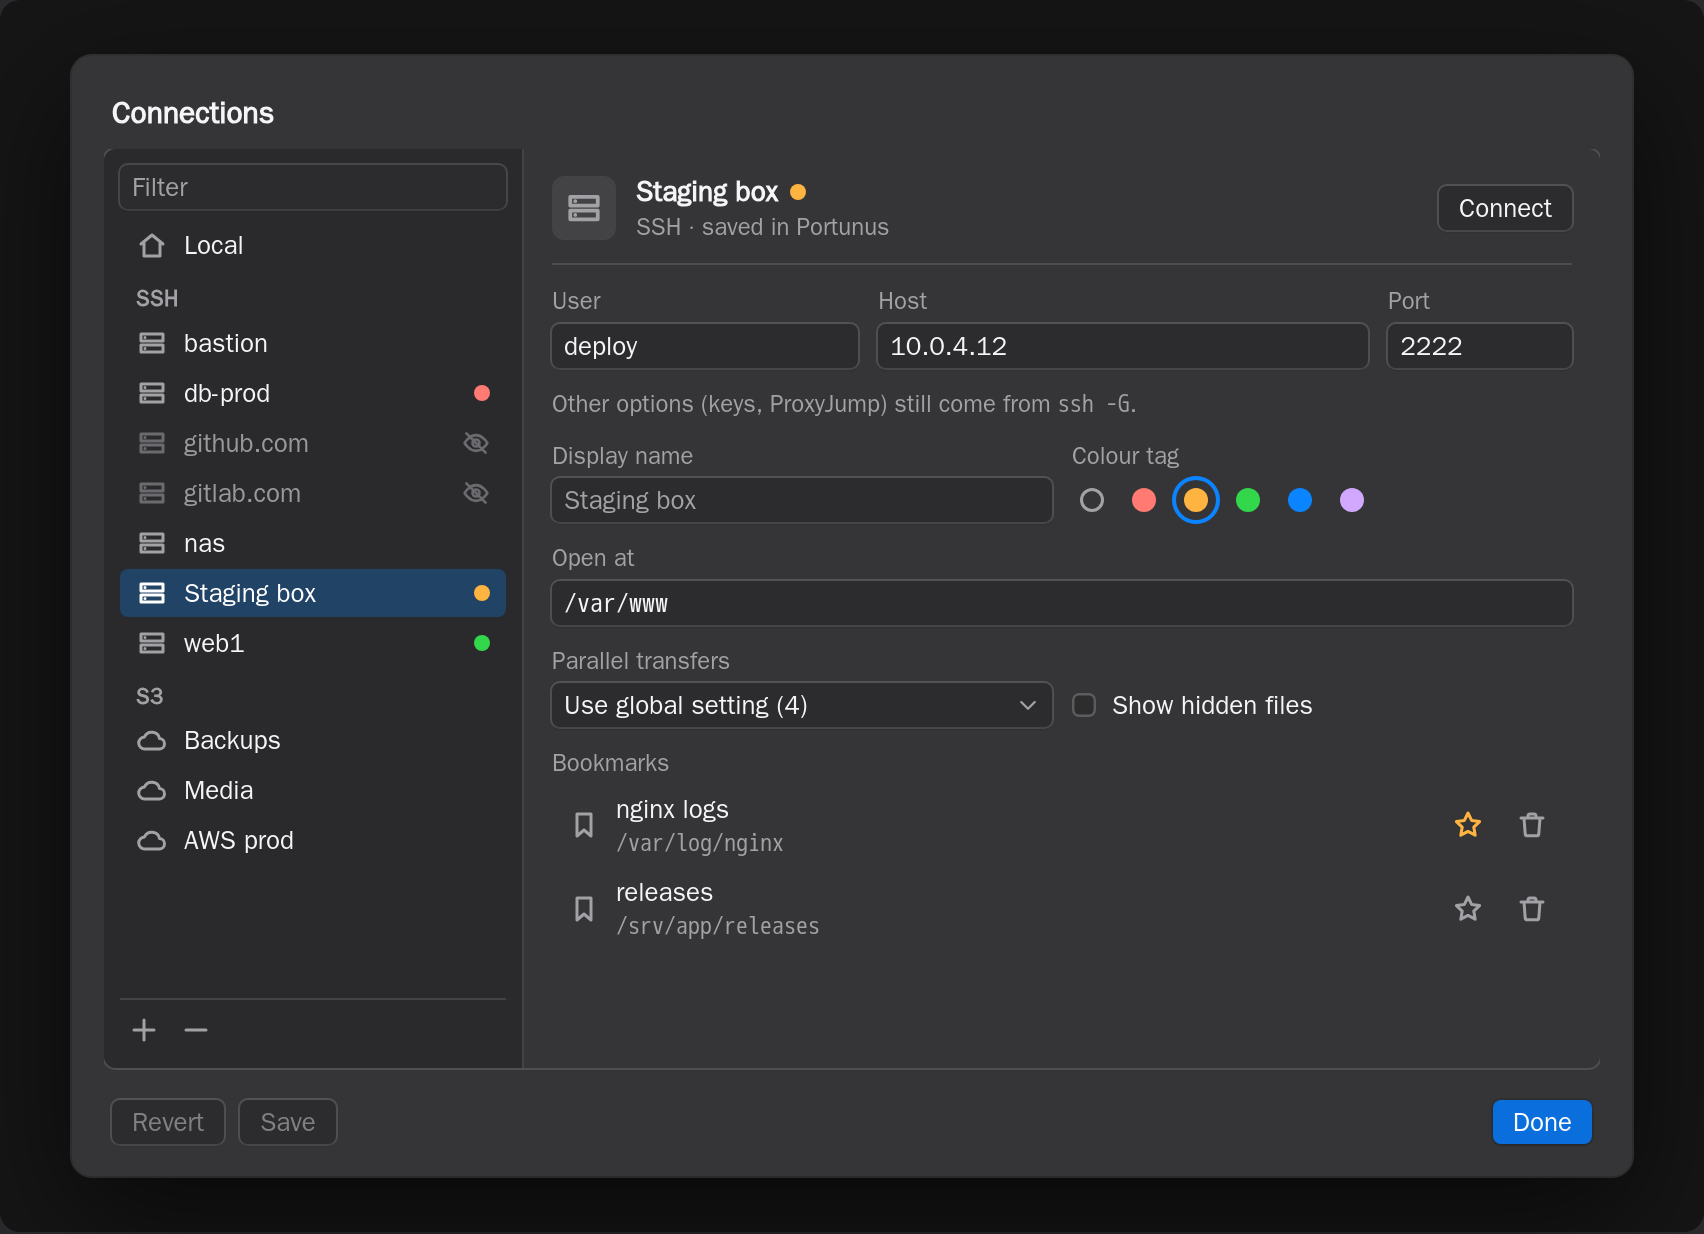 Connections
Filter
Local
SSH
bastion
db-prod
github.com
gitlab.com
nas
Staging box
web1
S3
Backups
Media
AWS prod
Staging box
SSH · saved in Portunus
Connect
User
Host
Port
deploy
10.0.4.12
2222
Other options (keys, ProxyJump) still come from ssh -G.
Display name
Colour tag
Staging box
Open at
/var/www
Parallel transfers
Use global setting (4)
Show hidden files
Bookmarks
nginx logs
/var/log/nginx
releases
/srv/app/releases
Revert
Save
Done